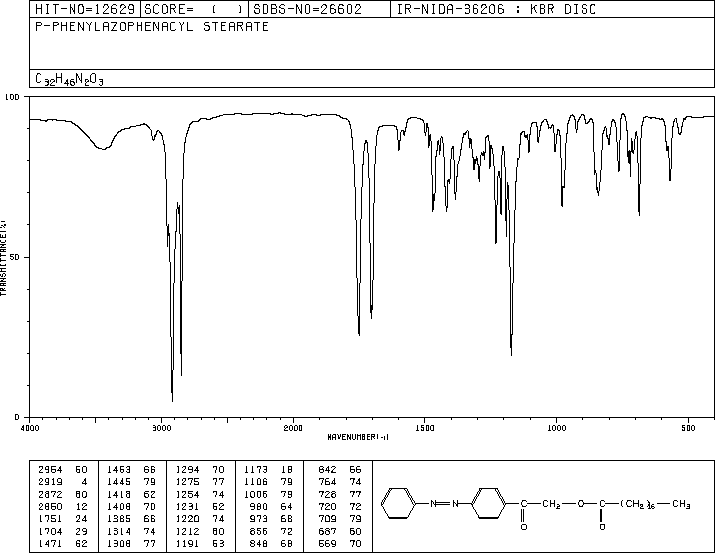 HIT-NO=12629 SCORE= ( ) SDBS-NO=26602 IR-NIDA-36206 : KBR DISC
P-PHENYLAZOPHENACYL STEARATE
C32H46N2O3
100
50
0
TRANSMITTANCE(%)
4000 3000 2000 1500 1000 500
WAVENUMBER(-1)
2954 50 1463 66 1294 70 1173 18 842 66
2919 4 1445 79 1275 77 1106 79 764 74
2872 60 1418 62 1254 74 1006 79 728 77
2850 12 1408 70 1231 52 980 64 720 72
1751 24 1385 66 1220 74 973 68 709 79
1704 29 1314 74 1212 60 856 72 687 60
1471 62 1308 77 1191 53 848 68 569 70
N=N C-CH2-O-C-(CH2)16-CH3
O O